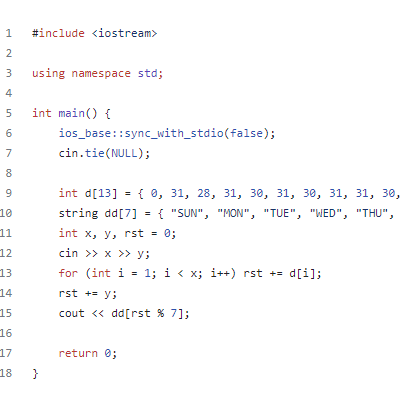 1 #include <iostream>
2
3 using namespace std;
4
5 int main() {
6     ios_base::sync_with_stdio(false);
7     cin.tie(NULL);
8
9     int d[13] = { 0, 31, 28, 31, 30, 31, 30, 31, 31, 30,
10     string dd[7] = { "SUN", "MON", "TUE", "WED", "THU",
11     int x, y, rst = 0;
12     cin >> x >> y;
13     for (int i = 1; i < x; i++) rst += d[i];
14     rst += y;
15     cout << dd[rst % 7];
16
17     return 0;
18 }